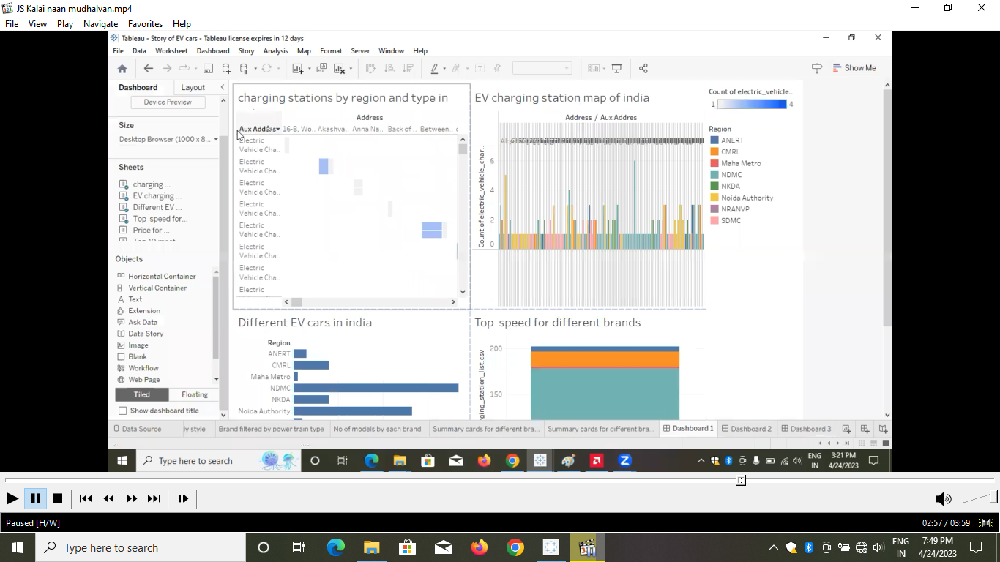 JS Kalai naan mudhalvan.mp4
File View Play Navigate Favorites Help
Tableau - Story of EV cars - Tableau license expires in 12 days
File Data Worksheet Dashboard Story Analysis Map Format Server Window Help
Show Me
Dashboard Layout
Device Preview
Size
Desktop Browser (1000 x 8...
Sheets
charging ...
EV charging ...
Different EV ...
Top speed for...
Price for ...
Objects
Horizontal Container
Vertical Container
Text
Extension
Ask Data
Data Story
Image
Blank
Workflow
Web Page
Tiled Floating
Show dashboard title
charging stations by region and type in
Address
16-B, Wo.. Akashva.. Anna Na.. Back of .. Between..
Electric
Vehicle Cha..
Electric
Vehicle Cha..
Electric
Vehicle Cha..
Electric
Vehicle Cha..
Electric
Vehicle Cha..
Electric
Vehicle Cha..
Electric
Vehicle Cha..
Electric
EV charging station map of india
Address / Aux Addres
Count of electric_vehicle_char..
6
4
2
0
Count of electric_vehicle..
1 4
Region
ANERT
CMRL
Maha Metro
NDMC
NKDA
Noida Authority
NRANVP
SDMC
Different EV cars in india
Region
ANERT
CMRL
Maha Metro
NDMC
NKDA
Noida Authority
Top speed for different brands
ging_station_list.csv
200
150
Data Source ly style Brand filtered by power train type No of models by each brand Summary cards for different bra... Summary cards for different bra... Dashboard 1 Dashboard 2 Dashboard 3
Type here to search
ENG
IN
3:21 PM
4/24/2023
Paused [H/W]
02:57 / 03:59
Type here to search
ENG
IN
7:49 PM
4/24/2023